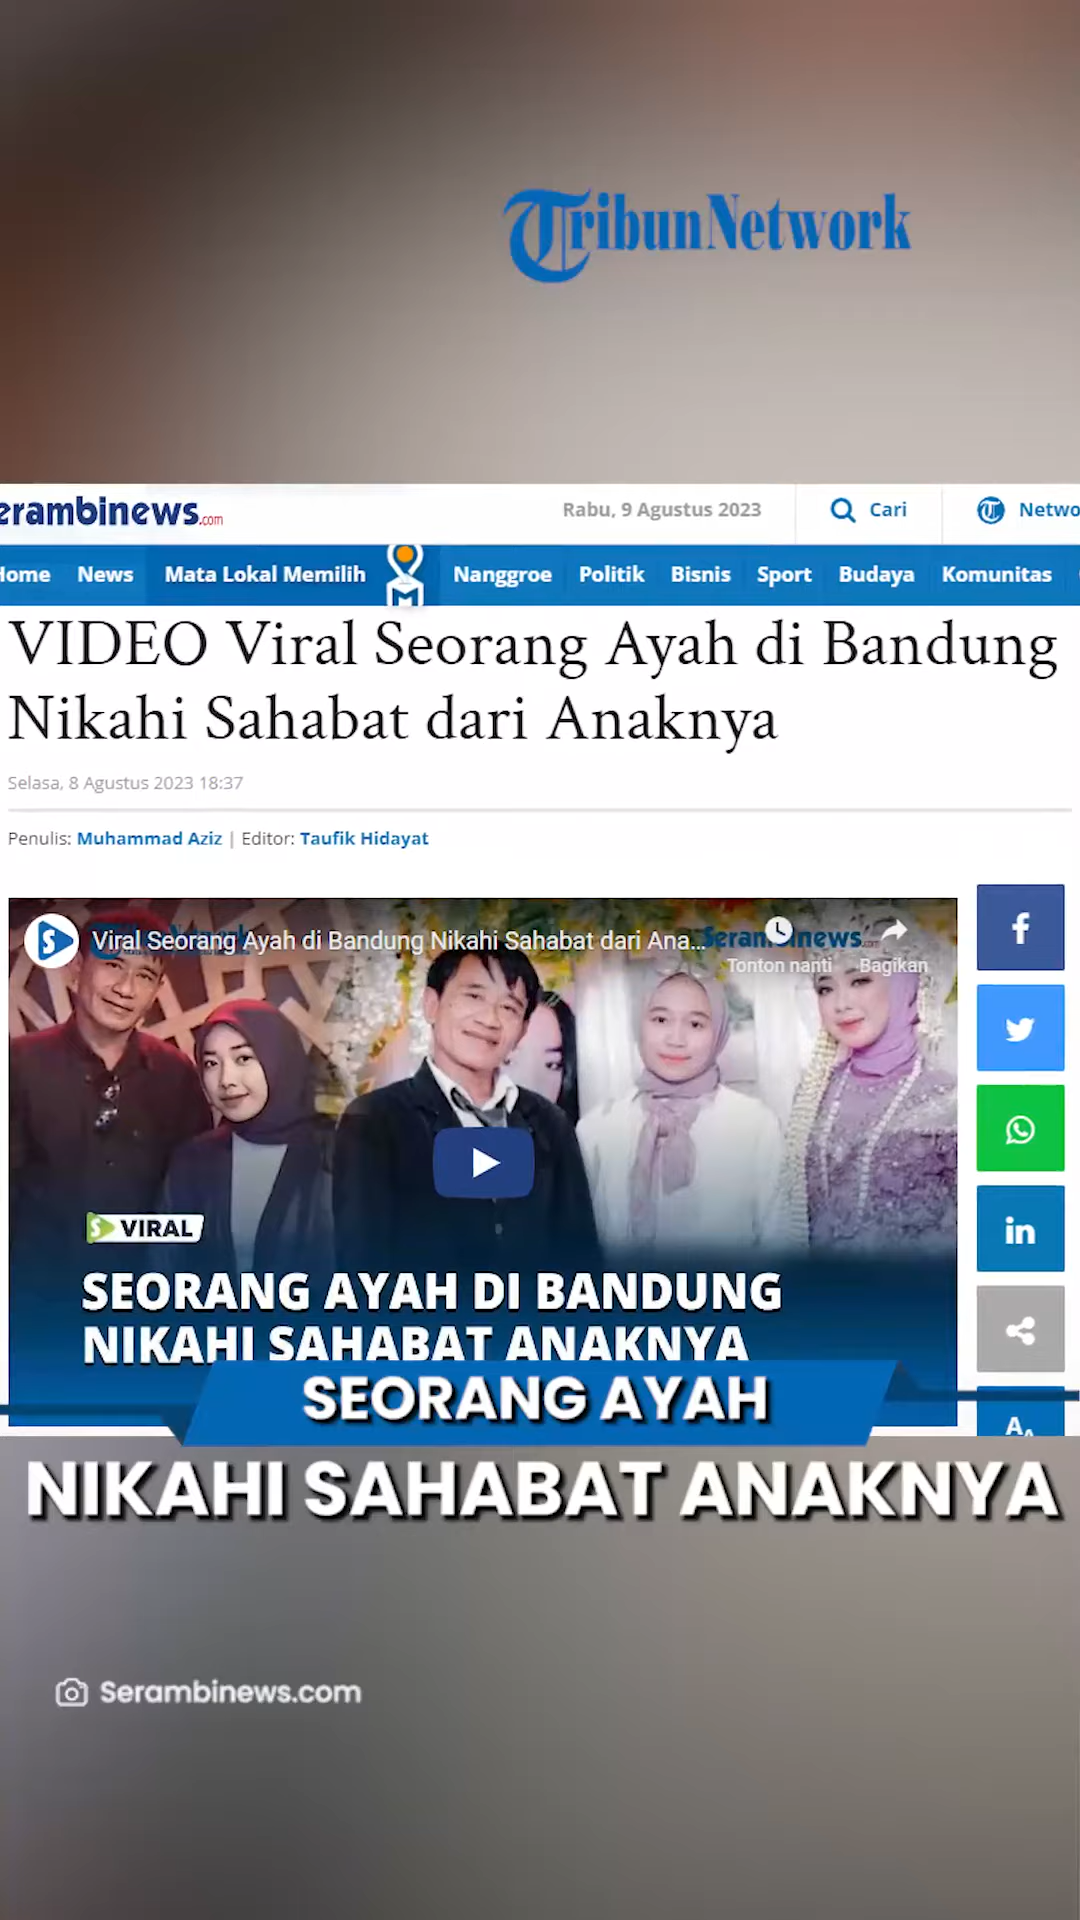 TribunNetwork
erambinews.com
Rabu, 9 Agustus 2023
Cari
Netwo
Home News Mata Lokal Memilih Nanggroe Politik Bisnis Sport Budaya Komunitas
VIDEO Viral Seorang Ayah di Bandung
Nikahi Sahabat dari Anaknya
Selasa, 8 Agustus 2023 18:37
Penulis: Muhammad Aziz | Editor: Taufik Hidayat
Viral Seorang Ayah di Bandung Nikahi Sahabat dari Ana...
Tonton nanti Bagikan
VIRAL
SEORANG AYAH DI BANDUNG
NIKAHI SAHABAT ANAKNYA
SEORANG AYAH
NIKAHI SAHABAT ANAKNYA
Serambinews.com